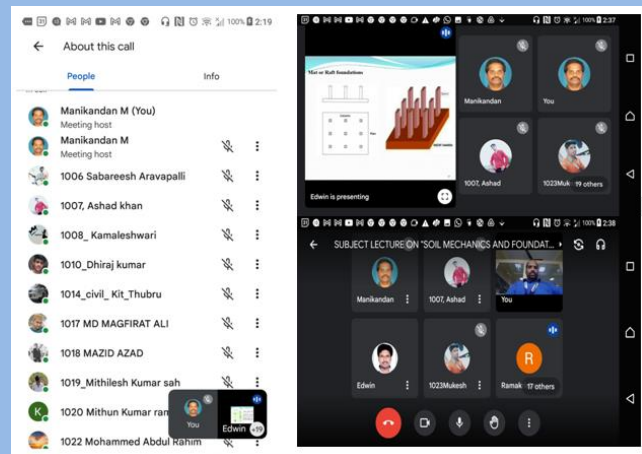 100% 2:19
About this call
People
Info
Manikandan M (You)
Meeting host
Manikandan M
Meeting host
1006 Sabareesh Aravapalli
1007, Ashad khan
1008_ Kamaleshwari
1010_Dhiraj kumar
1014_civil_ Kit_Thubru
1017 MD MAGFIRAT ALI
1018 MAZID AZAD
1019_Mithilesh Kumar sah
K
1020 Mithun Kumar ram
1022 Mohammed Abdul Rahim
You
Edwin
+19
100% 2:37
Mat or Raft foundations
Edwin is presenting
Manikandan
You
1007, Ashad
1023Muk
19 others
100% 2:38
SUBJECT LECTURE ON "SOIL MECHANICS AND FOUNDAT...
Manikandan
1007, Ashad
You
Edwin
1023Mukesh
R
Ramak
17 others